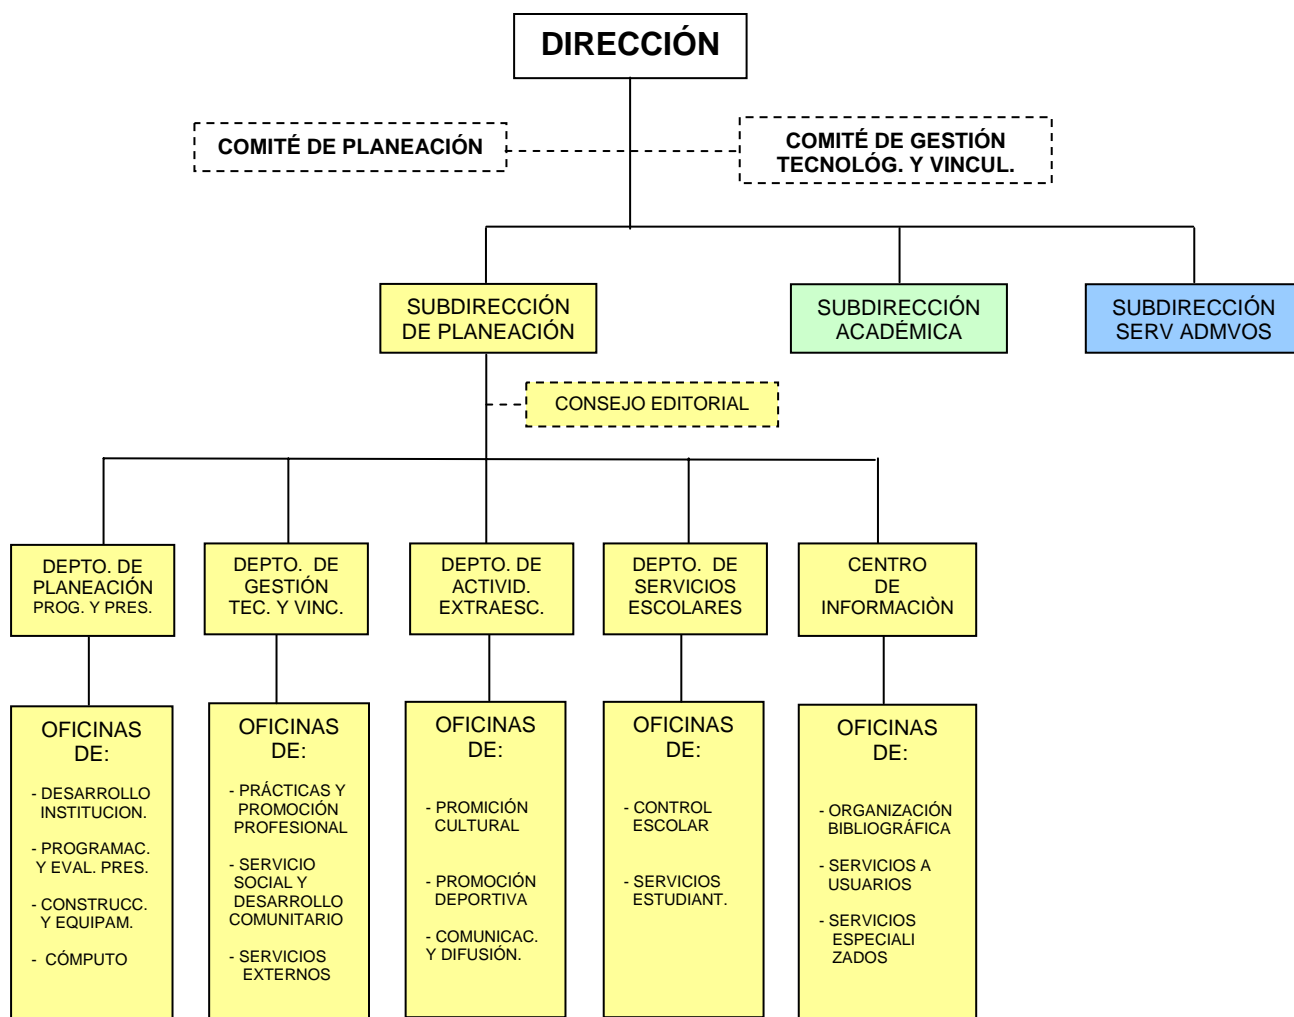 DIRECCIÓN
COMITÉ DE PLANEACIÓN
COMITÉ DE GESTIÓN
TECNOLÓG. Y VINCUL.
SUBDIRECCIÓN
DE PLANEACIÓN
SUBDIRECCIÓN
ACADÉMICA
SUBDIRECCIÓN
SERV ADMVOS
CONSEJO EDITORIAL
DEPTO. DE
PLANEACIÓN
PROG. Y PRES.
DEPTO. DE
GESTIÓN
TEC. Y VINC.
DEPTO. DE
ACTIVID.
EXTRAESC.
DEPTO. DE
SERVICIOS
ESCOLARES
CENTRO
DE
INFORMACIÒN
OFICINAS
DE:
- DESARROLLO
INSTITUCION.
- PROGRAMAC.
Y EVAL. PRES.
- CONSTRUCC.
Y EQUIPAM.
- CÓMPUTO
OFICINAS
DE:
- PRÁCTICAS Y
PROMOCIÓN
PROFESIONAL
- SERVICIO
SOCIAL Y
DESARROLLO
COMUNITARIO
- SERVICIOS
EXTERNOS
OFICINAS
DE:
- PROMICIÓN
CULTURAL
- PROMOCIÓN
DEPORTIVA
- COMUNICAC.
Y DIFUSIÓN.
OFICINAS
DE:
- CONTROL
ESCOLAR
- SERVICIOS
ESTUDIANT.
OFICINAS
DE:
- ORGANIZACIÓN
BIBLIOGRÁFICA
- SERVICIOS A
USUARIOS
- SERVICIOS
ESPECIALI
ZADOS